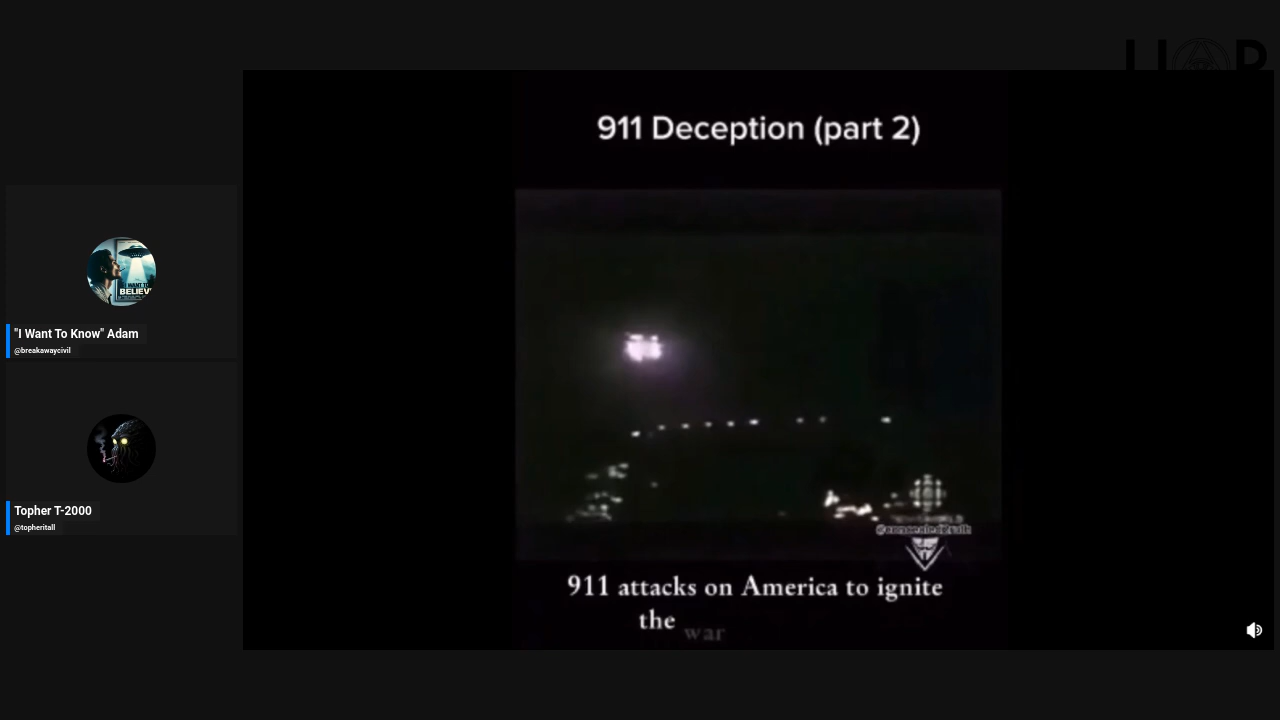 911 Deception (part 2)
BELIEV
"I Want To Know" Adam
@breakawaycivil
Topher T-2000
@topheritall
911 attacks on America to ignite
the war